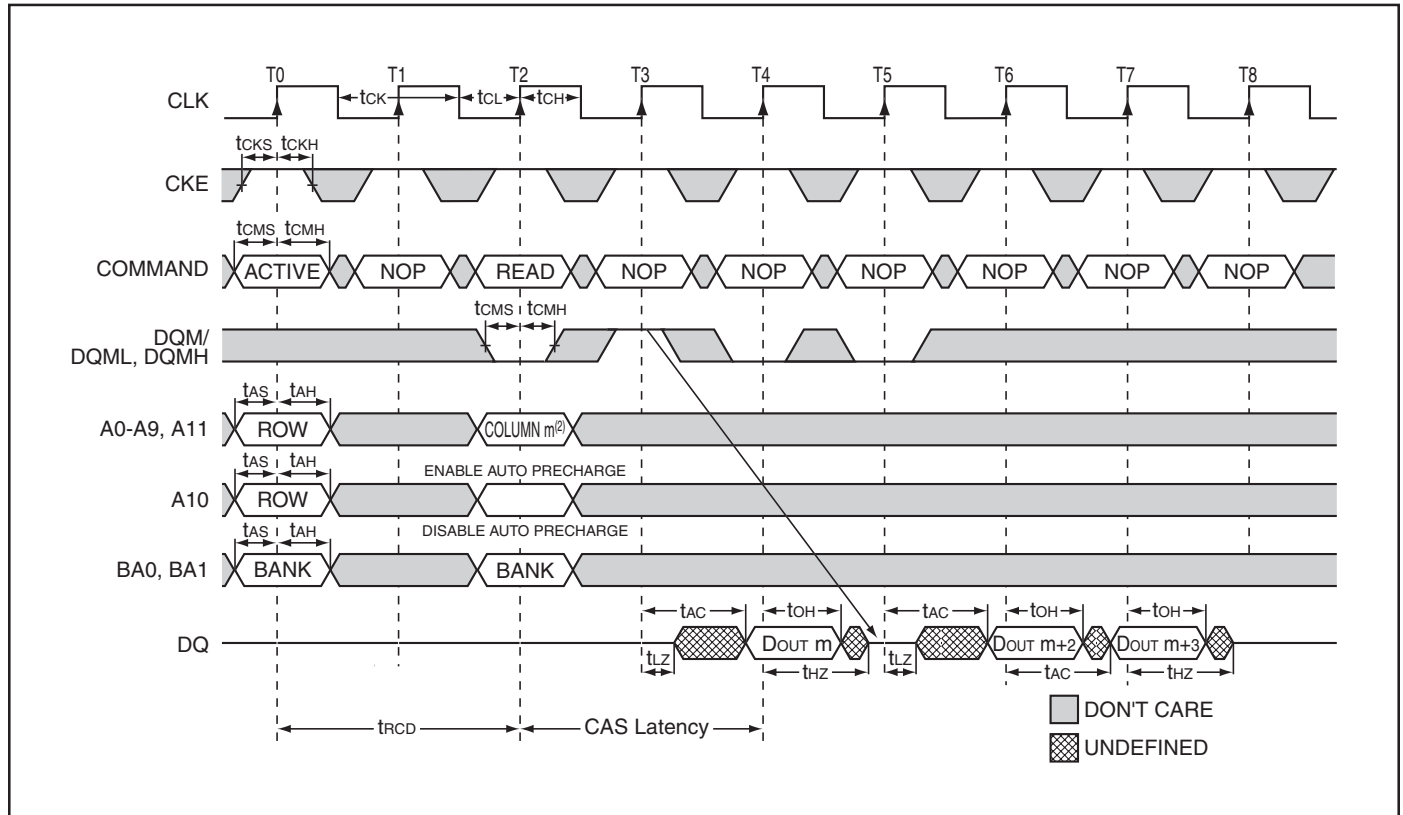 T0 T1 T2 T3 T4 T5 T6 T7 T8
CLK tCK tCL tCH
tCKS tCKH
CKE
tCMS tCMH
COMMAND ACTIVE NOP READ NOP NOP NOP NOP NOP NOP
tCMS tCMH
DQM/
DQML, DQMH
tAS tAH
A0-A9, A11 ROW COLUMN m(2)
tAS tAH ENABLE AUTO PRECHARGE
A10 ROW
tAS tAH DISABLE AUTO PRECHARGE
BA0, BA1 BANK BANK
tAC tOH tAC tOH tOH
DQ DOUT m DOUT m+2 DOUT m+3
tLZ tHZ tLZ tAC tHZ
DON'T CARE
tRCD CAS Latency
UNDEFINED